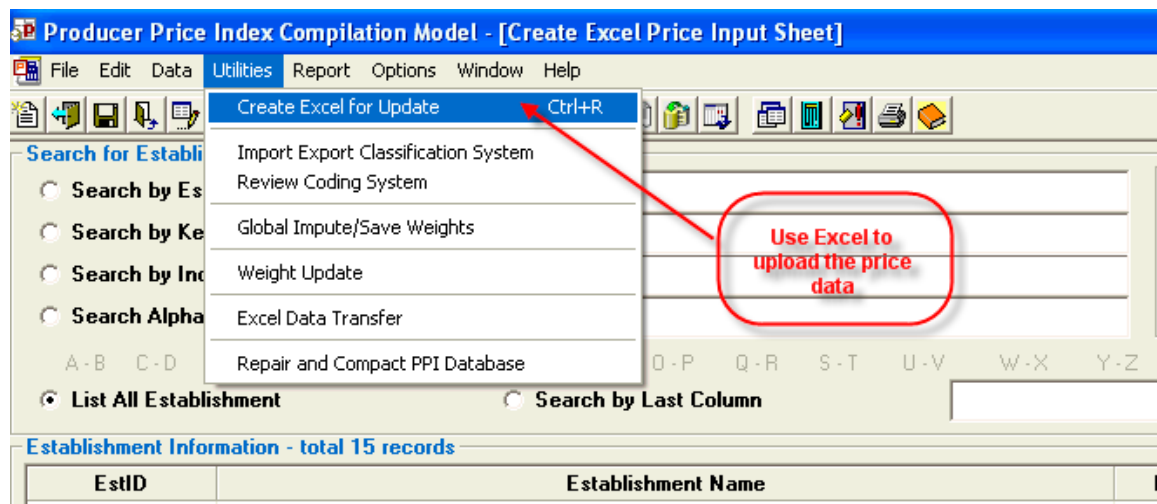 Producer Price Index Compilation Model - [Create Excel Price Input Sheet]
File Edit Data Utilities Report Options Window Help
Create Excel for Update Ctrl+R
Search for Establi
Import Export Classification System
Search by Es
Review Coding System
Search by Ke
Global Impute/Save Weights
Use Excel to
upload the price
data
Search by Ind
Weight Update
Search Alpha
Excel Data Transfer
A-B C-D O-P Q-R S-T U-V W-X Y-Z
Repair and Compact PPI Database
List All Establishment Search by Last Column
Establishment Information - total 15 records
EstID Establishment Name